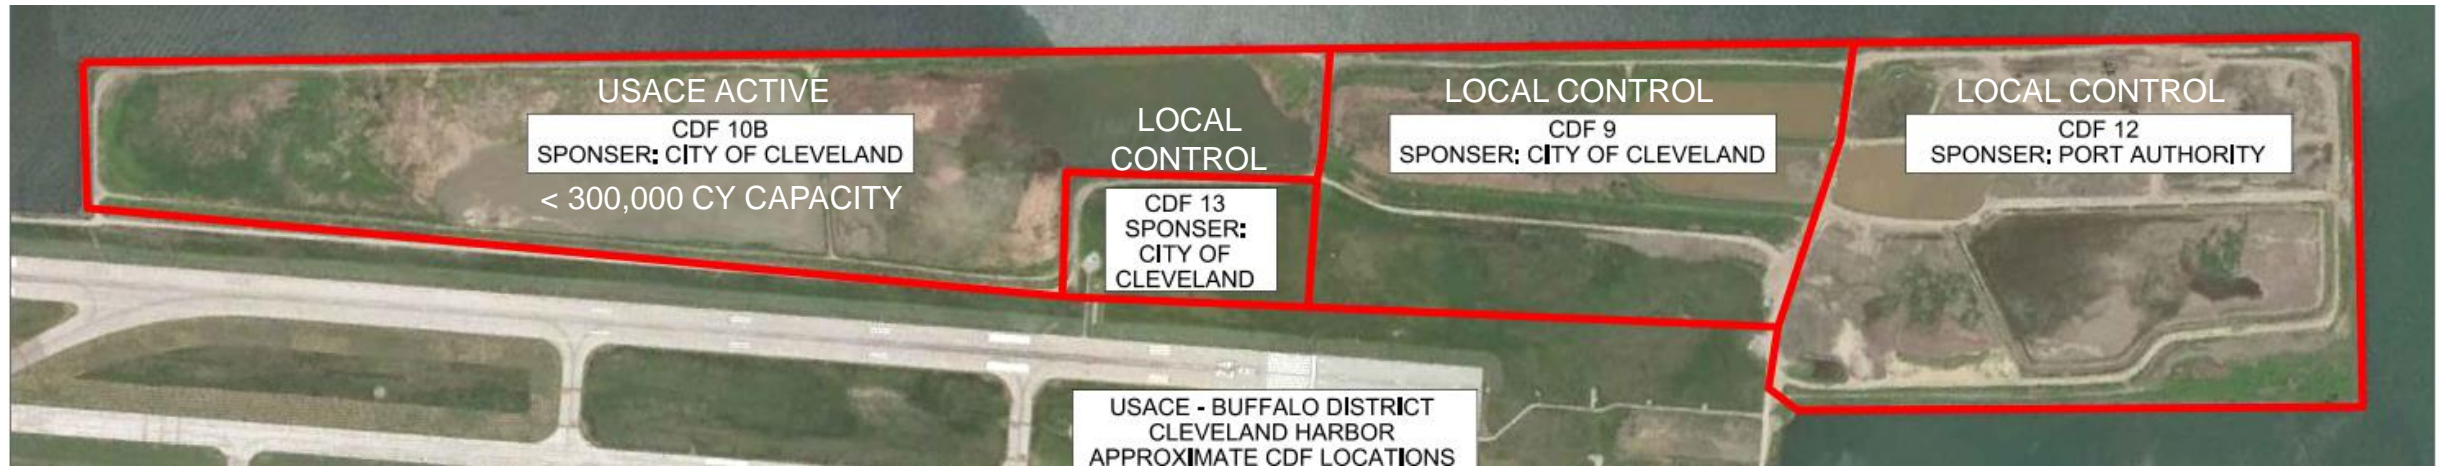 USACE ACTIVE
CDF 10B
SPONSER: CITY OF CLEVELAND
< 300,000 CY CAPACITY
LOCAL
CONTROL
CDF 13
SPONSER:
CITY OF
CLEVELAND
LOCAL CONTROL
CDF 9
SPONSER: CITY OF CLEVELAND
LOCAL CONTROL
CDF 12
SPONSER: PORT AUTHORITY
USACE - BUFFALO DISTRICT
CLEVELAND HARBOR
APPROXIMATE CDF LOCATIONS